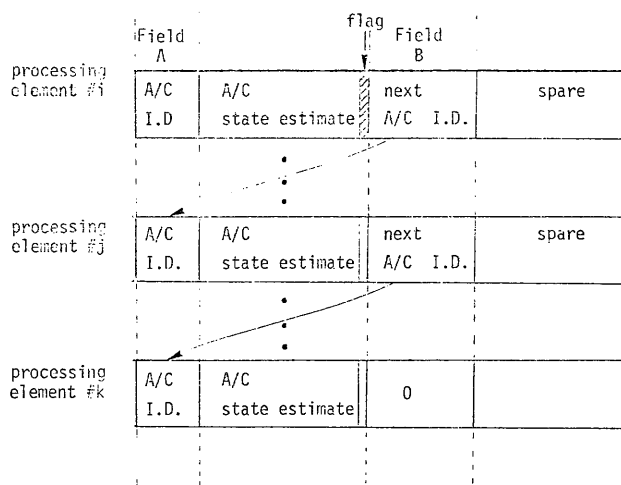 flag
Field
A
Field
B
processing
element #i
A/C
I.D
A/C
state estimate
next
A/C I.D.
spare
processing
element #j
A/C
I.D.
A/C
state estimate
next
A/C I.D.
spare
processing
element #k
A/C
I.D.
A/C
state estimate
0